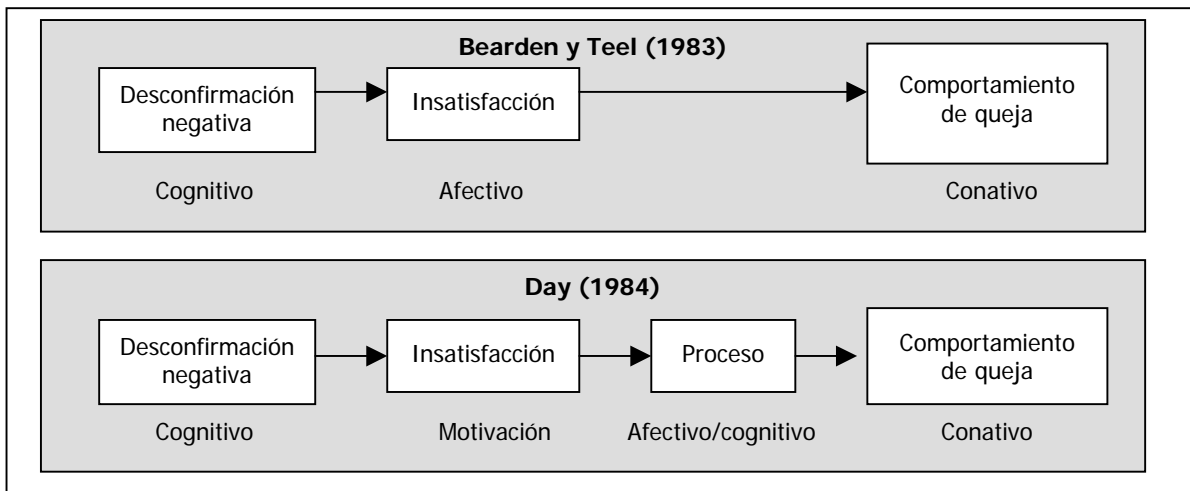 Bearden y Teel (1983)
Desconfirmación
negativa
Insatisfacción
Comportamiento
de queja
Cognitivo
Afectivo
Conativo
Day (1984)
Desconfirmación
negativa
Insatisfacción
Proceso
Comportamiento
de queja
Cognitivo
Motivación
Afectivo/cognitivo
Conativo